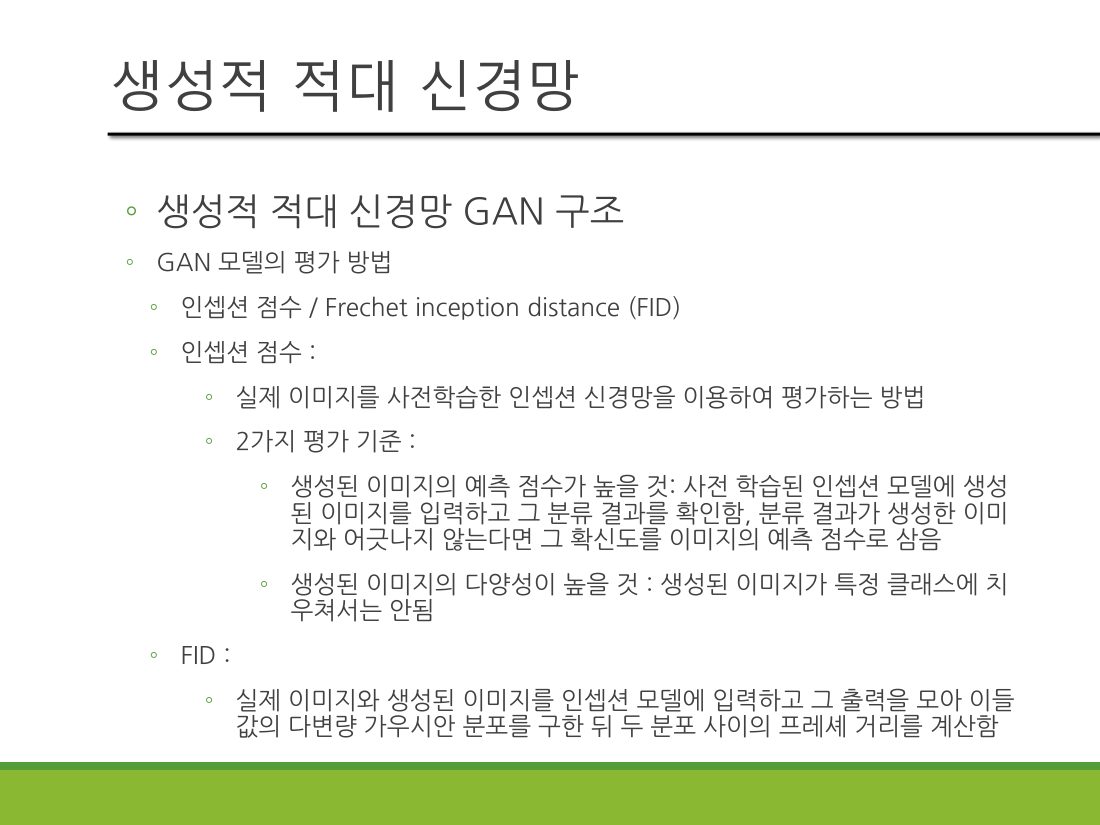 생성적 적대 신경망
◦ 생성적 적대 신경망 GAN 구조
◦ GAN 모델의 평가 방법
◦ 인셉션 점수 / Frechet inception distance (FID)
◦ 인셉션 점수 :
◦ 실제 이미지를 사전학습한 인셉션 신경망을 이용하여 평가하는 방법
◦ 2가지 평가 기준 :
◦ 생성된 이미지의 예측 점수가 높을 것: 사전 학습된 인셉션 모델에 생성
된 이미지를 입력하고 그 분류 결과를 확인함, 분류 결과가 생성한 이미
지와 어긋나지 않는다면 그 확신도를 이미지의 예측 점수로 삼음
◦ 생성된 이미지의 다양성이 높을 것 : 생성된 이미지가 특정 클래스에 치
우쳐서는 안됨
◦ FID :
◦ 실제 이미지와 생성된 이미지를 인셉션 모델에 입력하고 그 출력을 모아 이들
값의 다변량 가우시안 분포를 구한 뒤 두 분포 사이의 프레셰 거리를 계산함